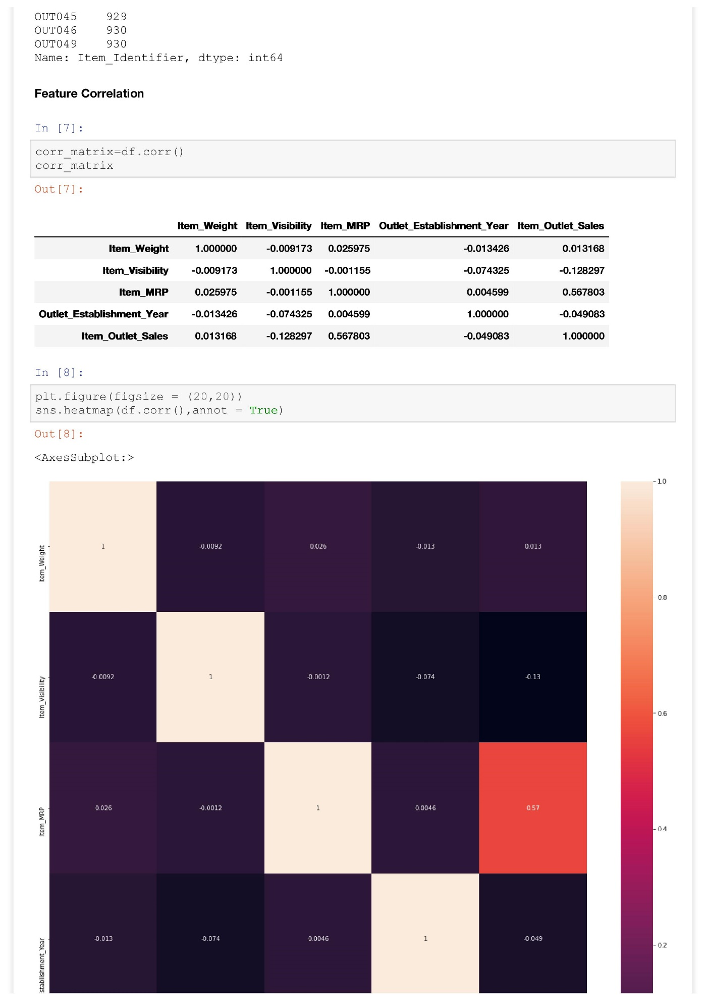 OUT045    929
OUT046    930
OUT049    930
Name: Item_Identifier, dtype: int64
Feature Correlation
In [7]:
corr_matrix=df.corr()
corr_matrix
Out[7]:
Item_Weight Item_Visibility Item_MRP Outlet_Establishment_Year Item_Outlet_Sales
Item_Weight 1.000000 -0.009173 0.025975 -0.013426 0.013168
Item_Visibility -0.009173 1.000000 -0.001155 -0.074325 -0.128297
Item_MRP 0.025975 -0.001155 1.000000 0.004599 0.567803
Outlet_Establishment_Year -0.013426 -0.074325 0.004599 1.000000 -0.049083
Item_Outlet_Sales 0.013168 -0.128297 0.567803 -0.049083 1.000000
In [8]:
plt.figure(figsize = (20,20))
sns.heatmap(df.corr(),annot = True)
Out[8]:
<AxesSubplot:>
1.0
Item_Weight 1 -0.0092 0.026 -0.013 0.013
0.8
Item_Visibility -0.0092 1 -0.0012 -0.074 -0.13
0.6
Item_MRP 0.026 -0.0012 1 0.0046 0.57
0.4
stablishment_Year -0.013 -0.074 0.0046 1 -0.049
0.2